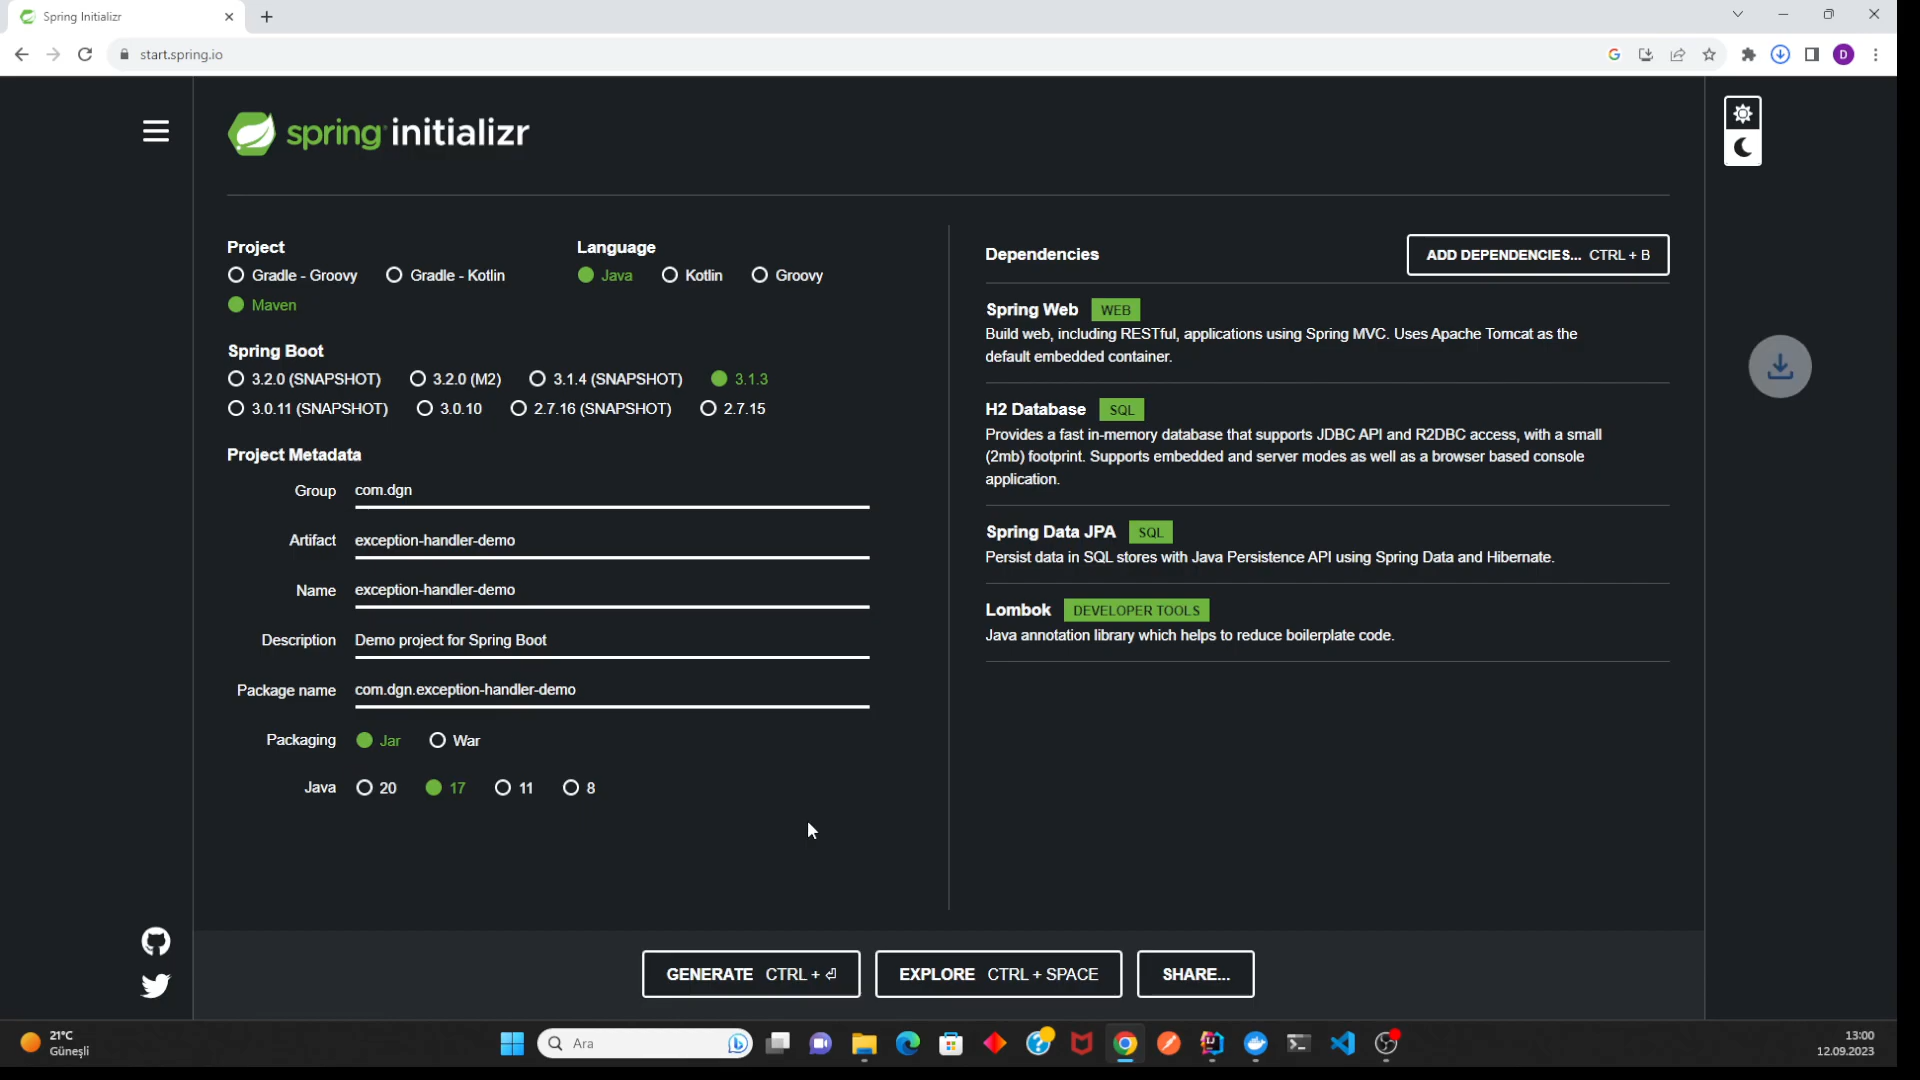 Spring Initializr
start.spring.io
D
spring initializr
Project
Gradle - Groovy
Gradle - Kotlin
Maven
Language
Java
Kotlin
Groovy
Spring Boot
3.2.0 (SNAPSHOT)
3.2.0 (M2)
3.1.4 (SNAPSHOT)
3.1.3
3.0.11 (SNAPSHOT)
3.0.10
2.7.16 (SNAPSHOT)
2.7.15
Project Metadata
Group com.dgn
Artifact exception-handler-demo
Name exception-handler-demo
Description Demo project for Spring Boot
Package name com.dgn.exception-handler-demo
Packaging Jar War
Java 20 17 11 8
Dependencies
ADD DEPENDENCIES... CTRL + B
Spring Web WEB
Build web, including RESTful, applications using Spring MVC. Uses Apache Tomcat as the
default embedded container.
H2 Database SQL
Provides a fast in-memory database that supports JDBC API and R2DBC access, with a small
(2mb) footprint. Supports embedded and server modes as well as a browser based console
application.
Spring Data JPA SQL
Persist data in SQL stores with Java Persistence API using Spring Data and Hibernate.
Lombok DEVELOPER TOOLS
Java annotation library which helps to reduce boilerplate code.
GENERATE CTRL + ⏎
EXPLORE CTRL + SPACE
SHARE...
21°C
Güneşli
Ara
13:00
12.09.2023